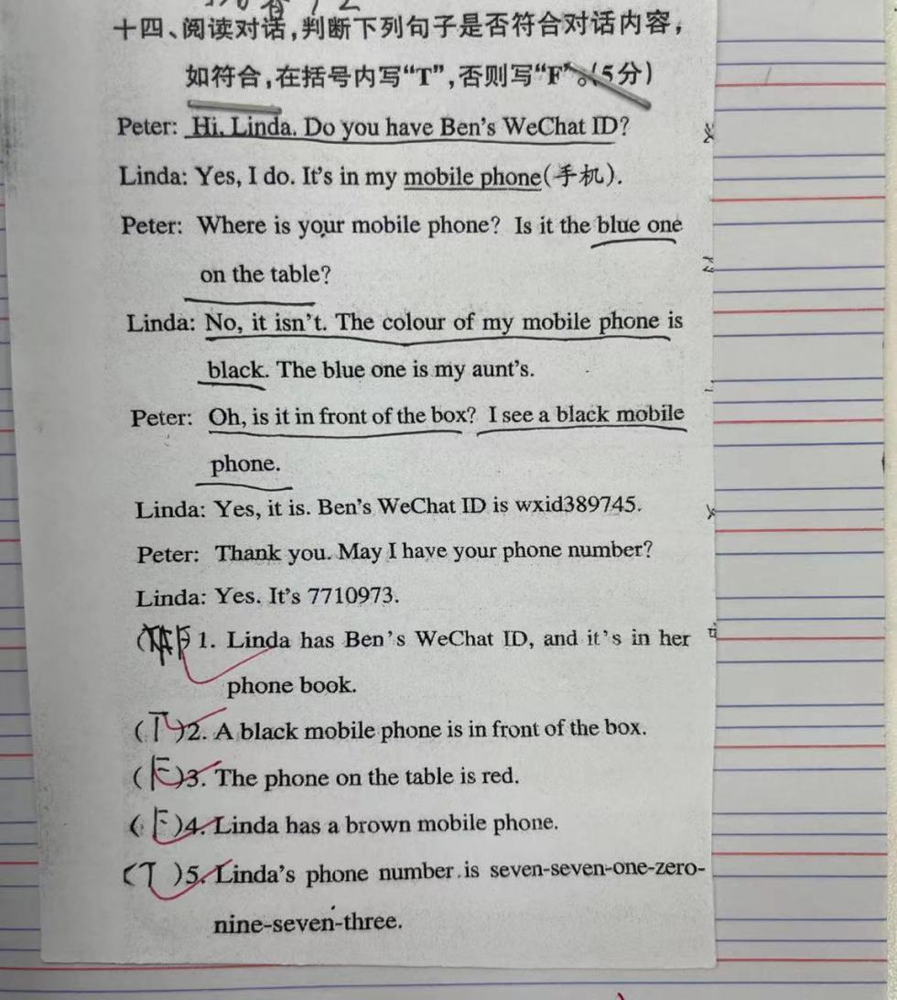 十四、阅读对话,判断下列句子是否符合对话内容,
如符合,在括号内写“T”,否则写“F”。(5分)
Peter: Hi, Linda. Do you have Ben's WeChat ID?
Linda: Yes, I do. It's in my mobile phone(手机).
Peter: Where is your mobile phone? Is it the blue one
on the table?
Linda: No, it isn't. The colour of my mobile phone is
black. The blue one is my aunt's.
Peter: Oh, is it in front of the box? I see a black mobile
phone.
Linda: Yes, it is. Ben's WeChat ID is wxid389745.
Peter: Thank you. May I have your phone number?
Linda: Yes. It's 7710973.
(F) 1. Linda has Ben's WeChat ID, and it's in her
phone book.
(T)2. A black mobile phone is in front of the box.
(F)3. The phone on the table is red.
(F)4. Linda has a brown mobile phone.
(T)5. Linda's phone number is seven-seven-one-zero-
nine-seven-three.